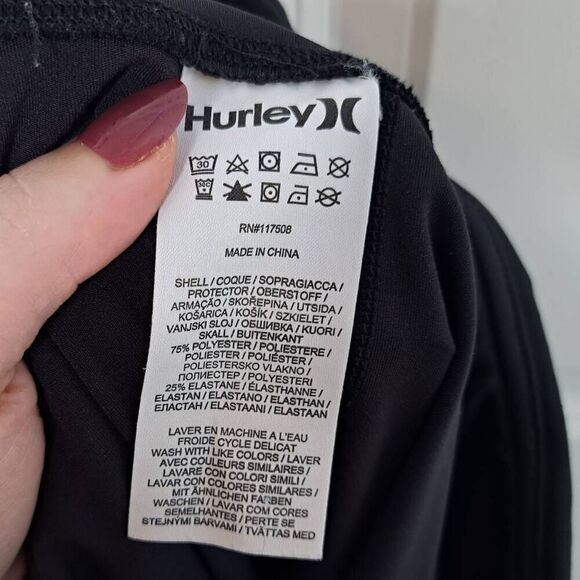 Hurley
30
30C
RN#117508
MADE IN CHINA
SHELL / COQUE / SOPRAGIACCA /
PROTECTOR / OBERSTOFF /
ARMAÇÃO / SKOŘEPINA / UTSIDA /
KOŠARICA / KOŠÍK / SZKIELET /
VANJSKI SLOJ / ОБШИВКА / KUORI /
SKALL / BUITENKANT
75% POLYESTER / POLIESTERE /
POLIESTER / POLIÉSTER /
POLIESTERSKO VLAKNO /
ПОЛИЕСТЕР / POLYESTERI
25% ELASTANE / ÉLASTHANNE /
ELASTAN / ELASTANO / ELASTHAN /
ЕЛАСТАН / ELASTAANI / ELASTAAN
LAVER EN MACHINE A L'EAU
FROIDE CYCLE DELICAT
WASH WITH LIKE COLORS / LAVER
AVEC COULEURS SIMILAIRES /
LAVARE CON COLORI SIMILI /
LAVAR CON COLORES SIMILARES /
MIT ÄHNLICHEN FARBEN
WASCHEN / LAVAR COM CORES
SEMELHANTES / PERTE SE
STEJNÝMI BARVAMI / TVÄTTAS MED